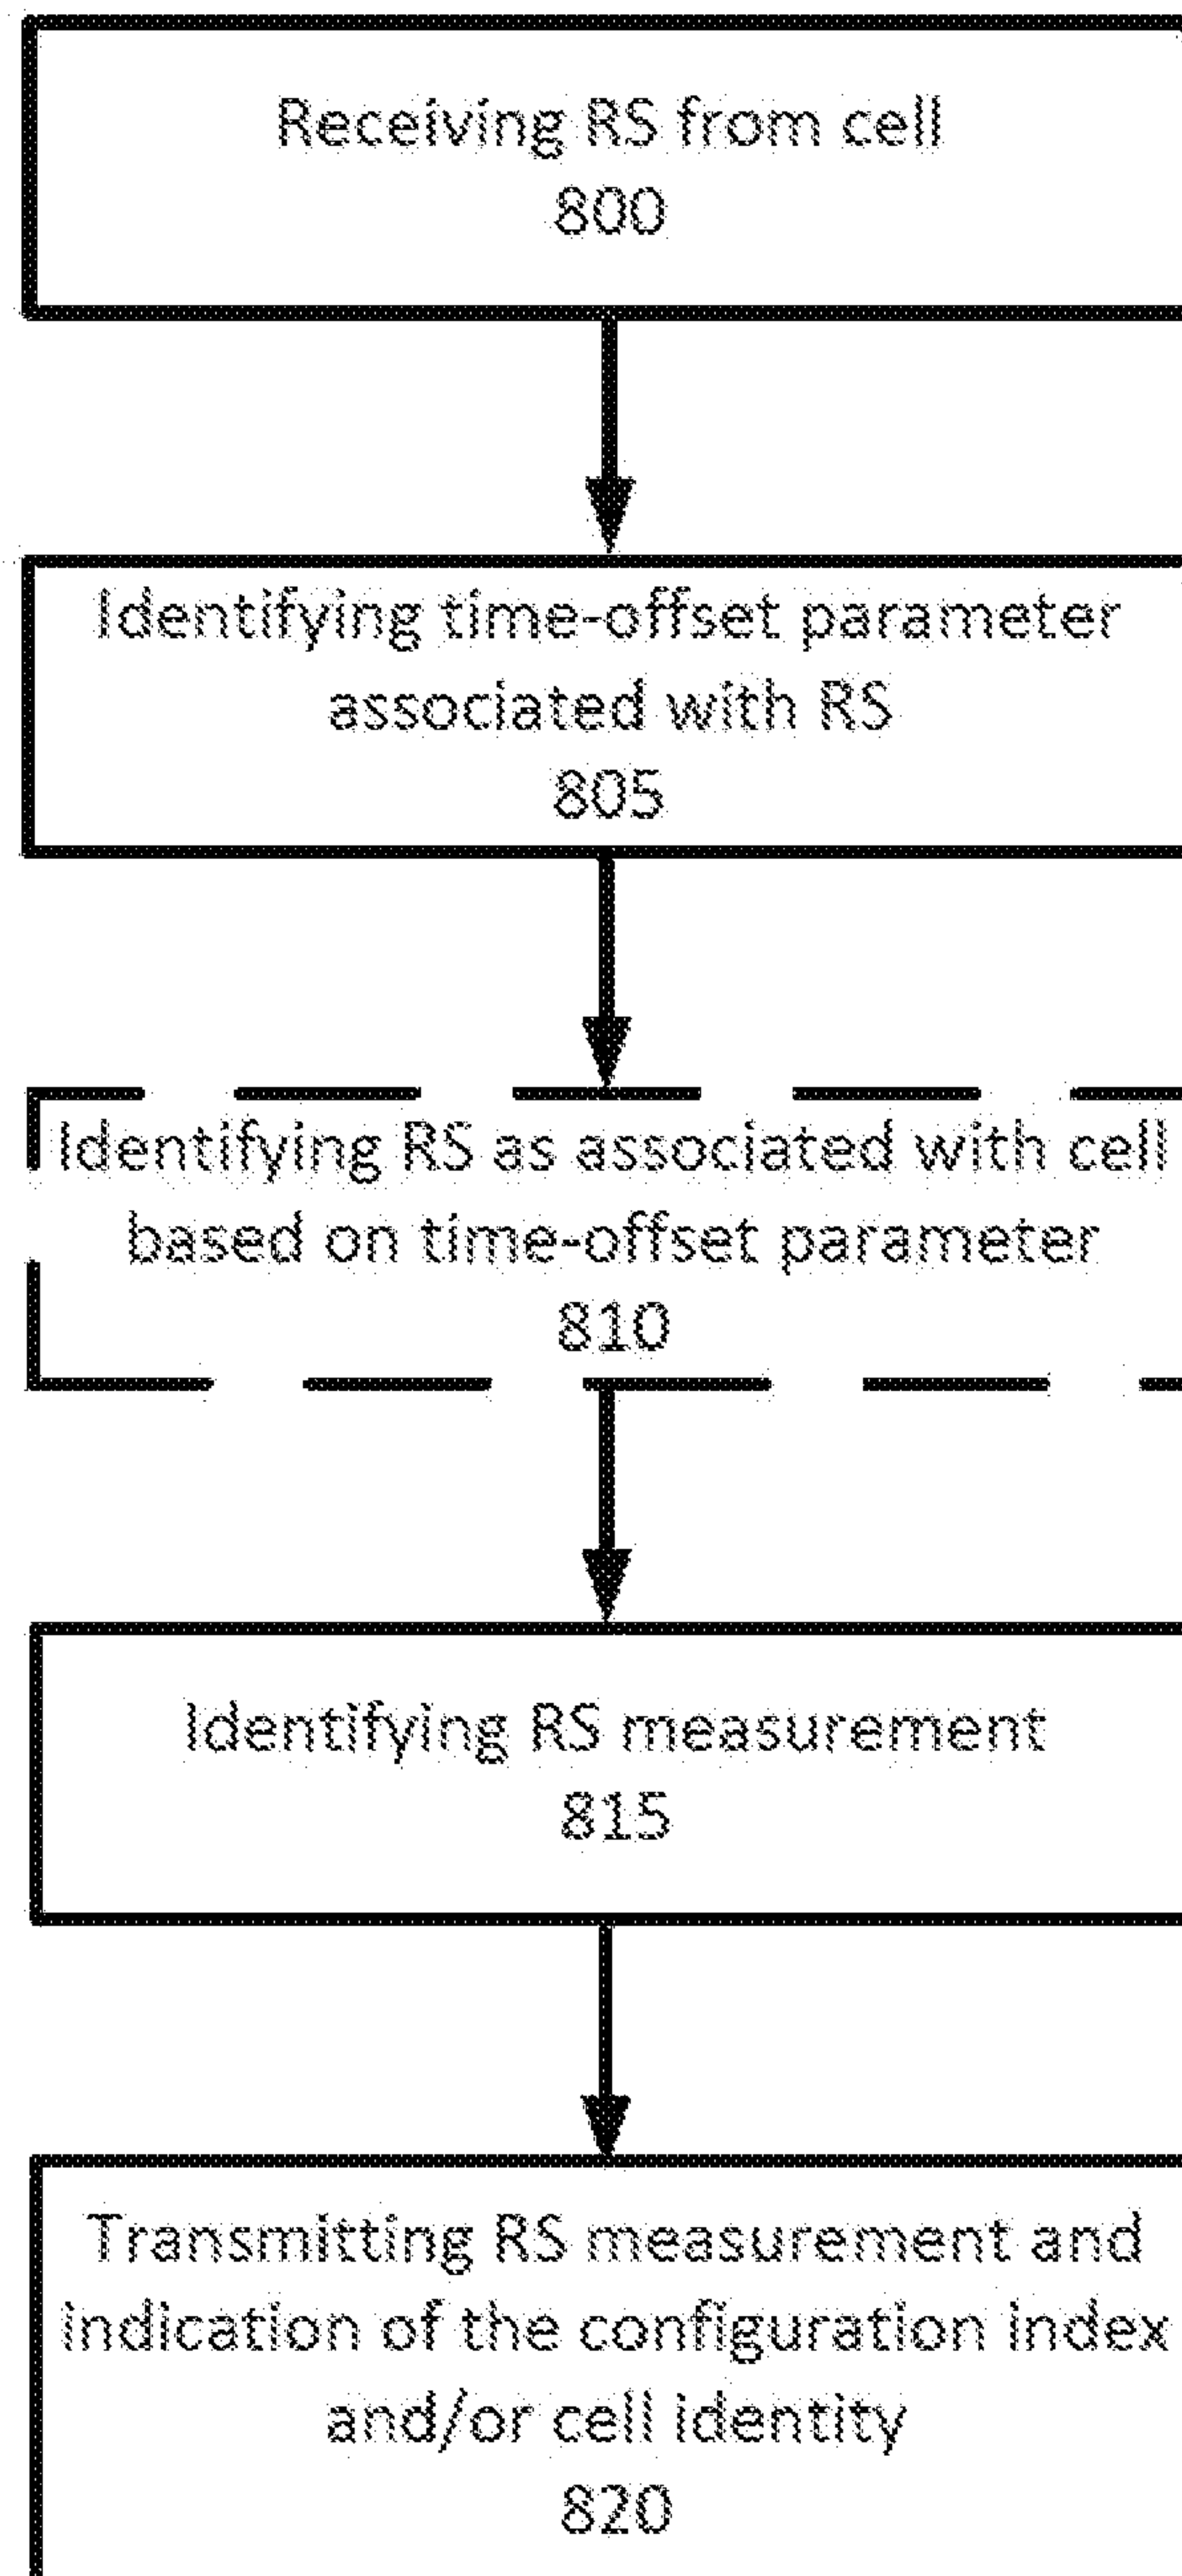 Receiving RS from cell
800
Identifying time-offset parameter
associated with RS
805
Identifying RS as associated with cell
based on time-offset parameter
810
Identifying RS measurement
815
Transmitting RS measurement and
indication of the configuration index
and/or cell identity
820